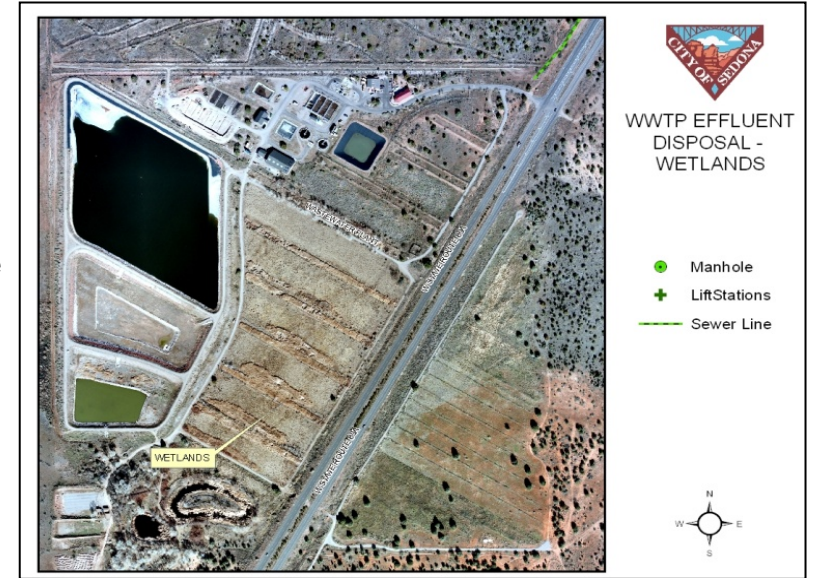 CITY OF SEDONA
WWTP EFFLUENT
DISPOSAL -
WETLANDS
Manhole
LiftStations
Sewer Line
WETLANDS
N
W
E
S